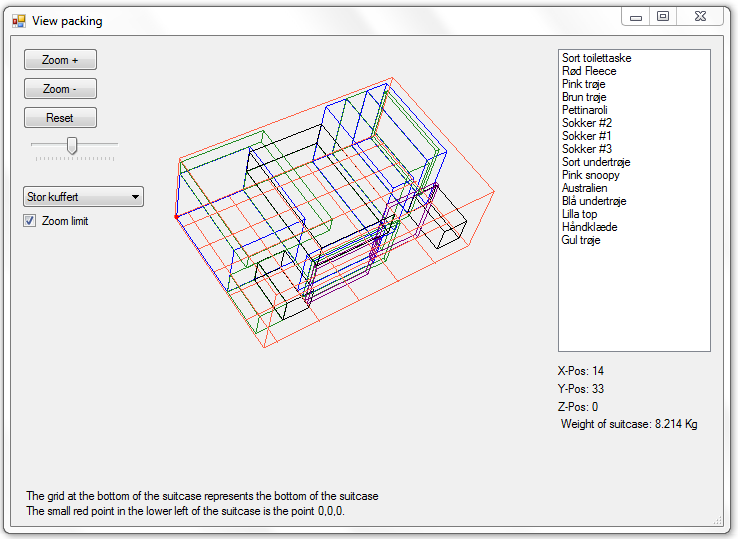 View packing
Zoom +
Zoom -
Reset
Stor kuffert
Zoom limit
Sort toilettaske
Rød Fleece
Pink trøje
Brun trøje
Pettinaroli
Sokker #2
Sokker #1
Sokker #3
Sort undertrøje
Pink snoopy
Australien
Blå undertrøje
Lilla top
Håndklæde
Gul trøje
X-Pos: 14
Y-Pos: 33
Z-Pos: 0
Weight of suitcase: 8.214 Kg
The grid at the bottom of the suitcase represents the bottom of the suitcase
The small red point in the lower left of the suitcase is the point 0,0,0.